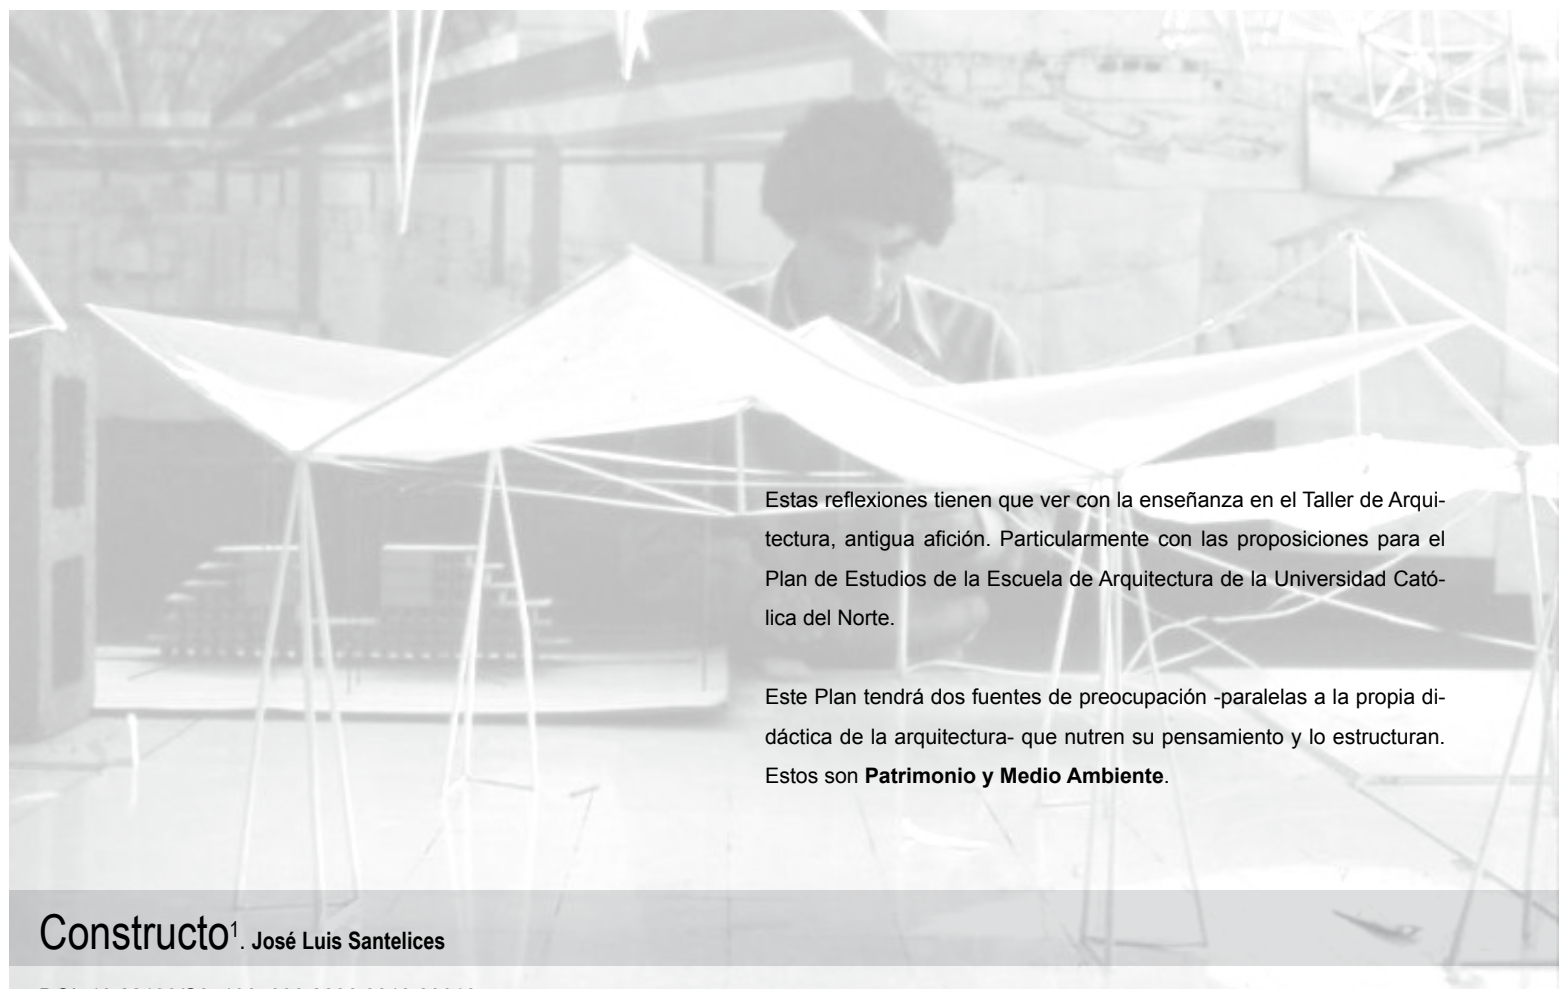 Estas reflexiones tienen que ver con la enseñanza en el Taller de Arqui-
tectura, antigua afición. Particularmente con las proposiciones para el
Plan de Estudios de la Escuela de Arquitectura de la Universidad Cató-
lica del Norte.
Este Plan tendrá dos fuentes de preocupación -paralelas a la propia di-
dáctica de la arquitectura- que nutren su pensamiento y lo estructuran.
Estos son Patrimonio y Medio Ambiente.
Constructo¹. José Luis Santelices